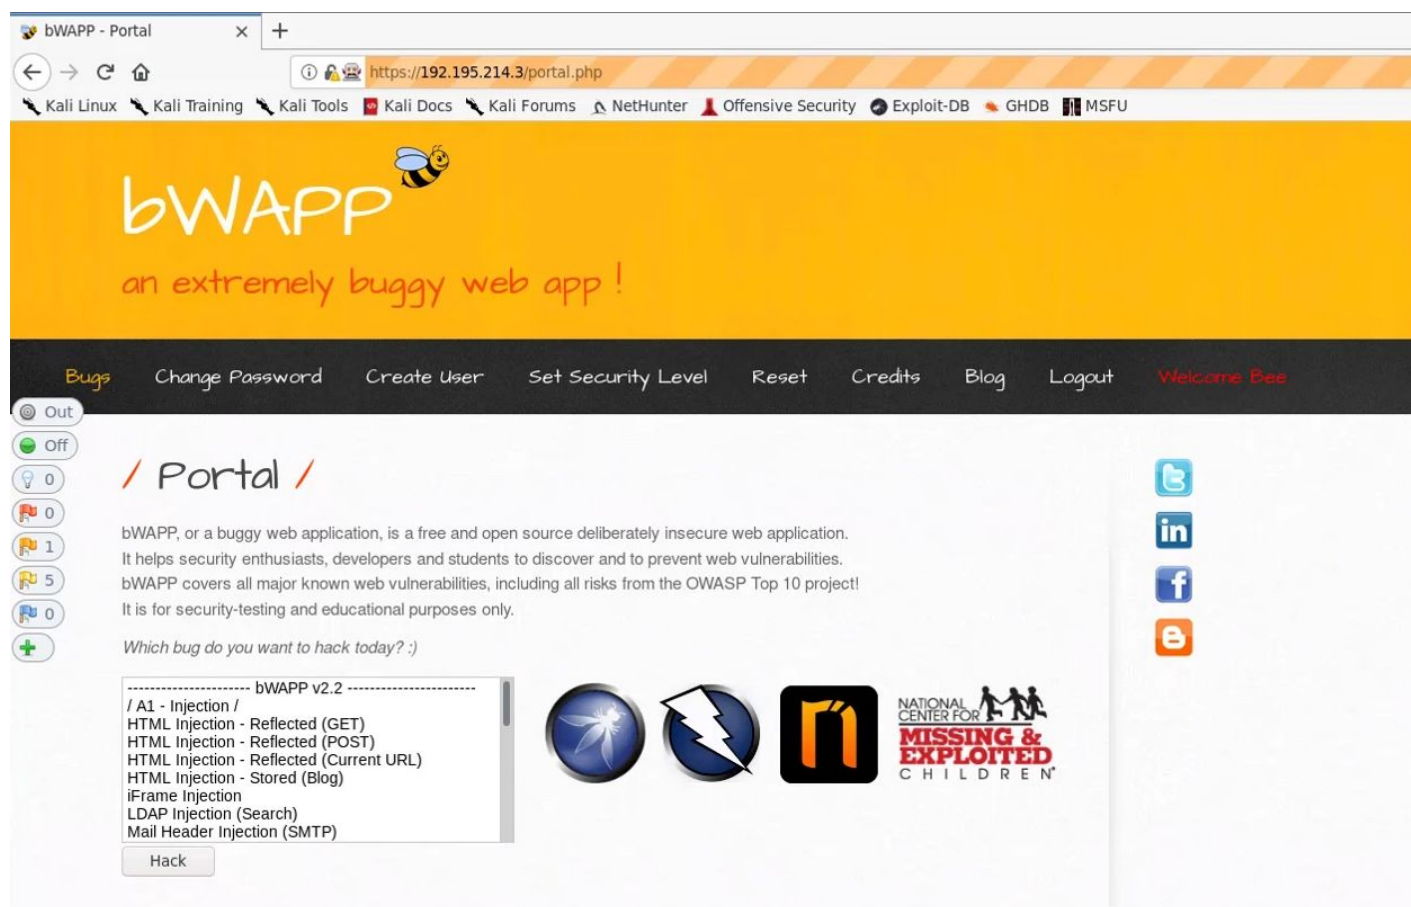 bWAPP - Portal
https://192.195.214.3/portal.php
Kali Linux Kali Training Kali Tools Kali Docs Kali Forums NetHunter Offensive Security Exploit-DB GHDB MSFU
bWAPP
an extremely buggy web app !
Bugs Change Password Create User Set Security Level Reset Credits Blog Logout Welcome Bee
Out
Off
0
0
1
5
0
/ Portal /
bWAPP, or a buggy web application, is a free and open source deliberately insecure web application.
It helps security enthusiasts, developers and students to discover and to prevent web vulnerabilities.
bWAPP covers all major known web vulnerabilities, including all risks from the OWASP Top 10 project!
It is for security-testing and educational purposes only.
Which bug do you want to hack today? :)
---------------------- bWAPP v2.2 -----------------------
/ A1 - Injection /
HTML Injection - Reflected (GET)
HTML Injection - Reflected (POST)
HTML Injection - Reflected (Current URL)
HTML Injection - Stored (Blog)
iFrame Injection
LDAP Injection (Search)
Mail Header Injection (SMTP)
Hack
NATIONAL
CENTER FOR
MISSING &
EXPLOITED
CHILDREN